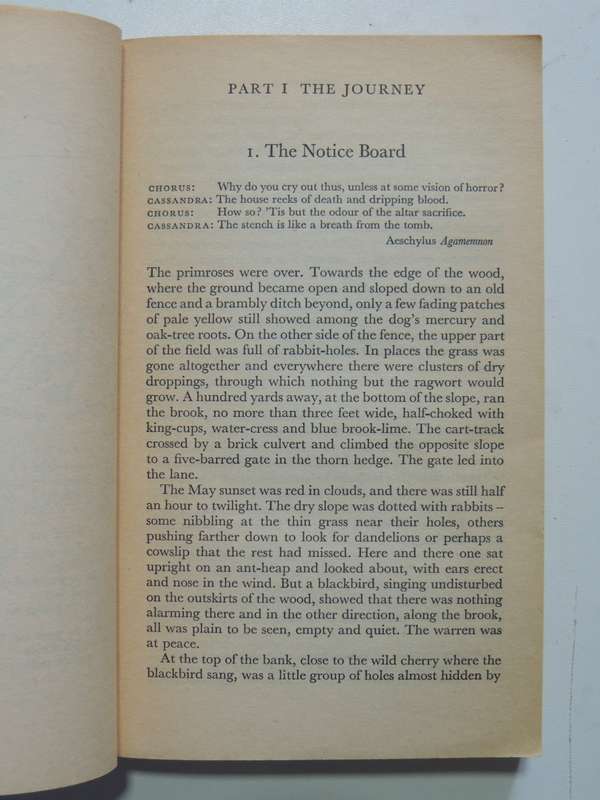 PART I THE JOURNEY
1. The Notice Board
CHORUS: Why do you cry out thus, unless at some vision of horror?
CASSANDRA: The house reeks of death and dripping blood.
CHORUS: How so? 'Tis but the odour of the altar sacrifice.
CASSANDRA: The stench is like a breath from the tomb.
Aeschylus Agamemnon
The primroses were over. Towards the edge of the wood,
where the ground became open and sloped down to an old
fence and a brambly ditch beyond, only a few fading patches
of pale yellow still showed among the dog's mercury and
oak-tree roots. On the other side of the fence, the upper part
of the field was full of rabbit-holes. In places the grass was
gone altogether and everywhere there were clusters of dry
droppings, through which nothing but the ragwort would
grow. A hundred yards away, at the bottom of the slope, ran
the brook, no more than three feet wide, half-choked with
king-cups, water-cress and blue brook-lime. The cart-track
crossed by a brick culvert and climbed the opposite slope
to a five-barred gate in the thorn hedge. The gate led into
the lane.
The May sunset was red in clouds, and there was still half
an hour to twilight. The dry slope was dotted with rabbits –
some nibbling at the thin grass near their holes, others
pushing farther down to look for dandelions or perhaps a
cowslip that the rest had missed. Here and there one sat
upright on an ant-heap and looked about, with ears erect
and nose in the wind. But a blackbird, singing undisturbed
on the outskirts of the wood, showed that there was nothing
alarming there and in the other direction, along the brook,
all was plain to be seen, empty and quiet. The warren was
at peace.
At the top of the bank, close to the wild cherry where the
blackbird sang, was a little group of holes almost hidden by